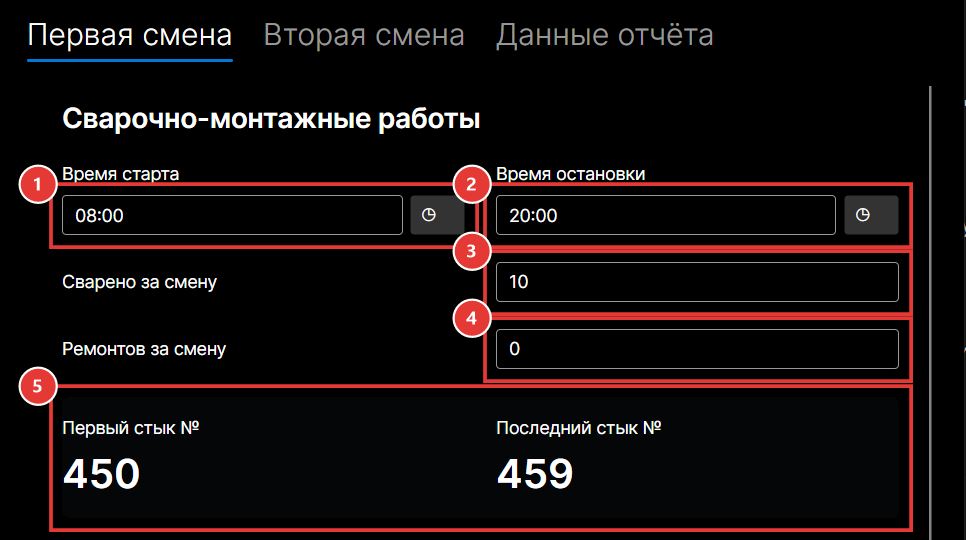 Первая смена Вторая смена Данные отчёта
Сварочно-монтажные работы
1 Время старта 2 Время остановки
08:00 20:00
3
Сварено за смену 10
4
Ремонтов за смену 0
5
Первый стык № Последний стык №
450 459